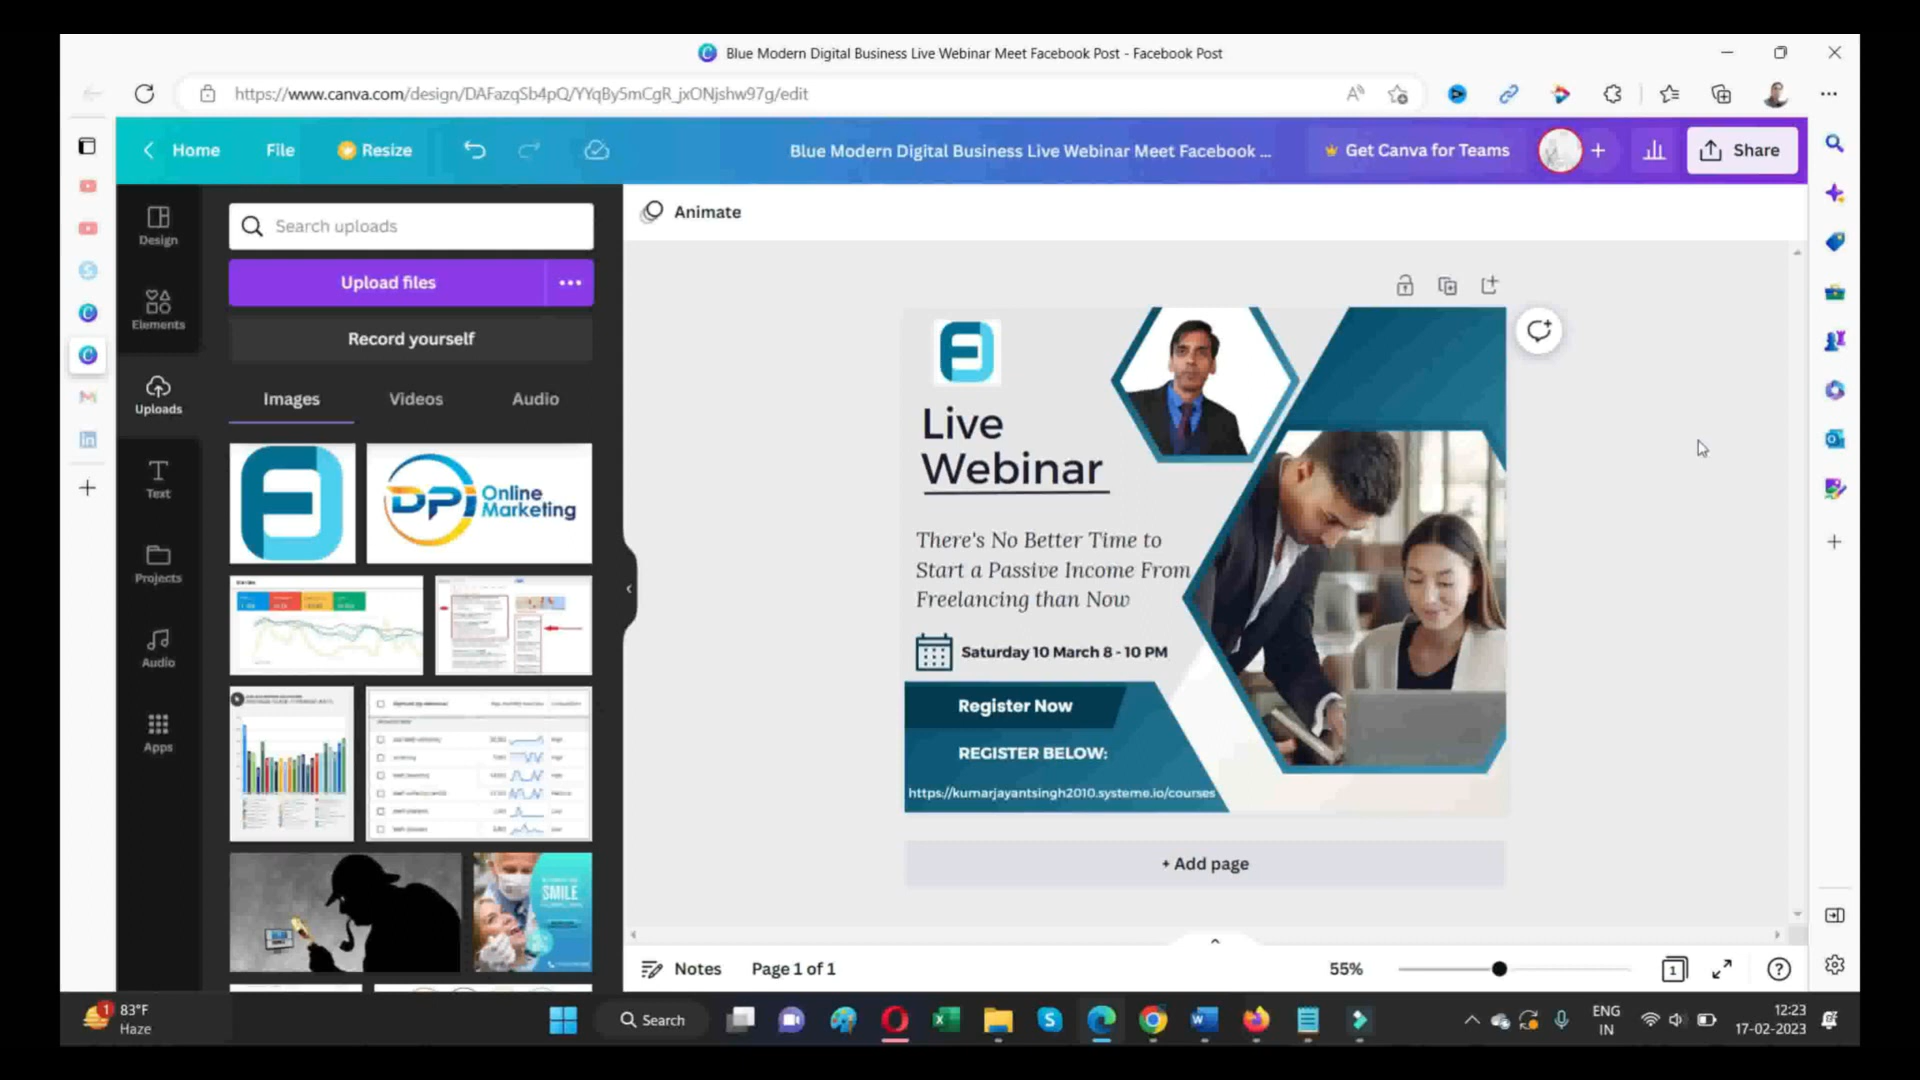 Blue Modern Digital Business Live Webinar Meet Facebook Post - Facebook Post
https://www.canva.com/design/DAFazqSb4pQ/YYqBy5mCgR_jxONjshw97g/edit
Home
File
Resize
Blue Modern Digital Business Live Webinar Meet Facebook ...
Get Canva for Teams
Share
Design
Elements
Uploads
Text
Projects
Audio
Apps
Search uploads
Upload files
Record yourself
Images
Videos
Audio
DPI
Online
Marketing
SMILE
Animate
Live
Webinar
There's No Better Time to
Start a Passive Income From
Freelancing than Now
Saturday 10 March 8 - 10 PM
Register Now
REGISTER BELOW:
https://kumarjayantsingh2010.systeme.io/courses
+ Add page
Notes
Page 1 of 1
55%
1
1
83°F
Haze
Search
ENG
IN
12:23
17-02-2023